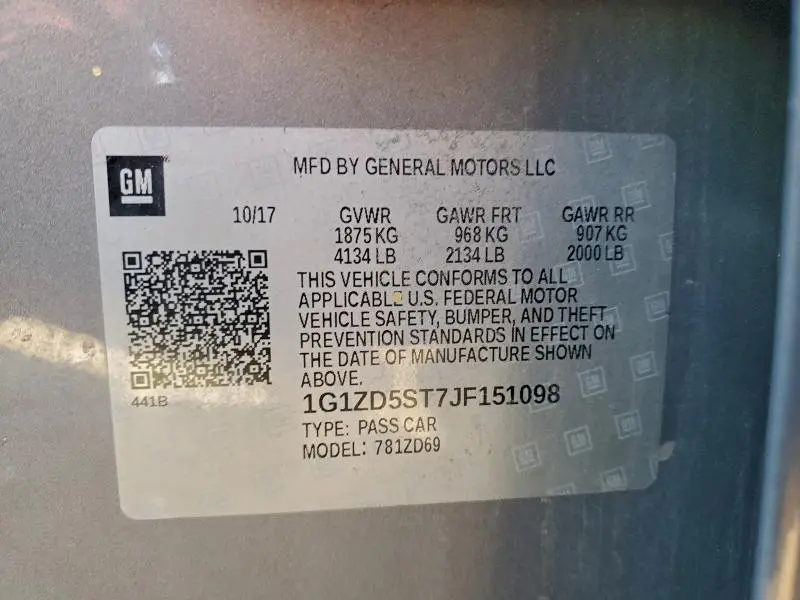 GM
MFD BY GENERAL MOTORS LLC
10/17 GVWR GAWR FRT GAWR RR
1875 KG 968 KG 907 KG
4134 LB 2134 LB 2000 LB
THIS VEHICLE CONFORMS TO ALL
APPLICABLE U.S. FEDERAL MOTOR
VEHICLE SAFETY, BUMPER, AND THEFT
PREVENTION STANDARDS IN EFFECT ON
THE DATE OF MANUFACTURE SHOWN
ABOVE.
441B
1G1ZD5ST7JF151098
TYPE: PASS CAR
MODEL: 781ZD69